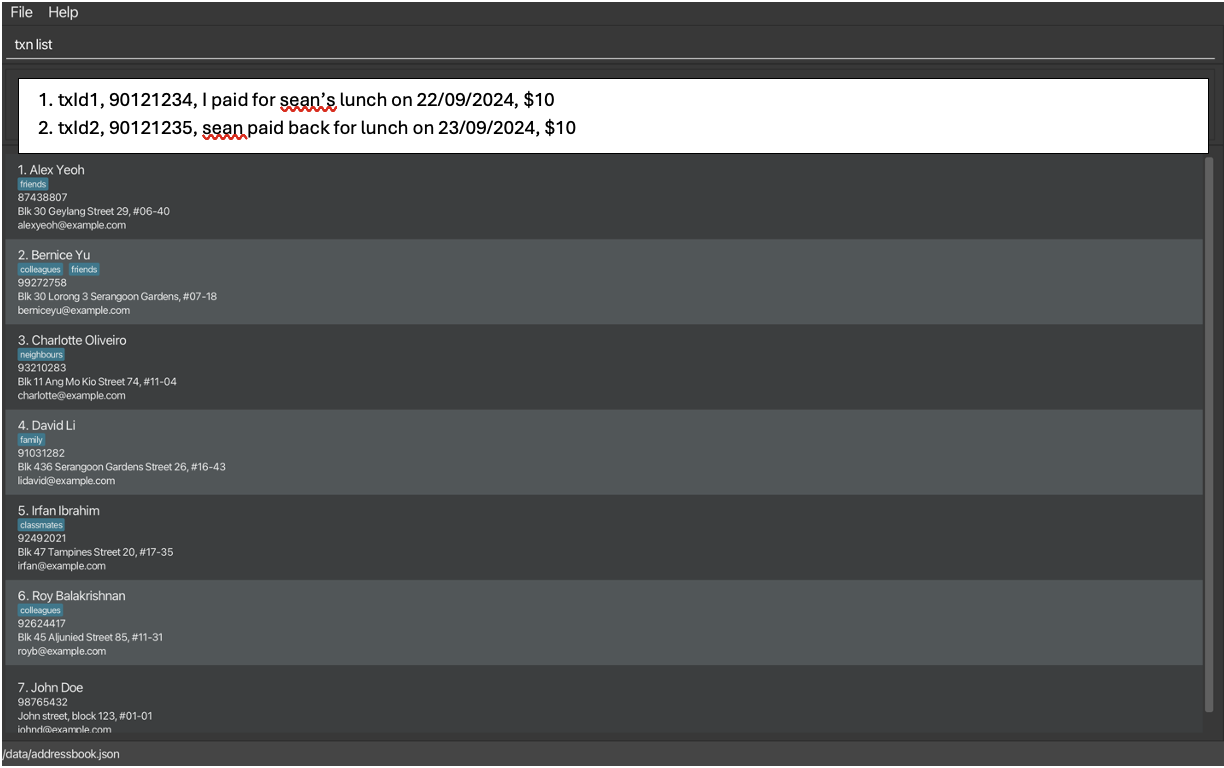 File Help
txn list
1. txId1, 90121234, I paid for sean’s lunch on 22/09/2024, $10
2. txId2, 90121235, sean paid back for lunch on 23/09/2024, $10
1. Alex Yeoh
friends
87438807
Blk 30 Geylang Street 29, #06-40
alexyeoh@example.com
2. Bernice Yu
colleagues friends
99272758
Blk 30 Lorong 3 Serangoon Gardens, #07-18
berniceyu@example.com
3. Charlotte Oliveiro
neighbours
93210283
Blk 11 Ang Mo Kio Street 74, #11-04
charlotte@example.com
4. David Li
family
91031282
Blk 436 Serangoon Gardens Street 26, #16-43
lidavid@example.com
5. Irfan Ibrahim
classmates
92492021
Blk 47 Tampines Street 20, #17-35
irfan@example.com
6. Roy Balakrishnan
colleagues
92624417
Blk 45 Aljunied Street 85, #11-31
royb@example.com
7. John Doe
98765432
John street, block 123, #01-01
johnd@example.com
/data/addressbook.json